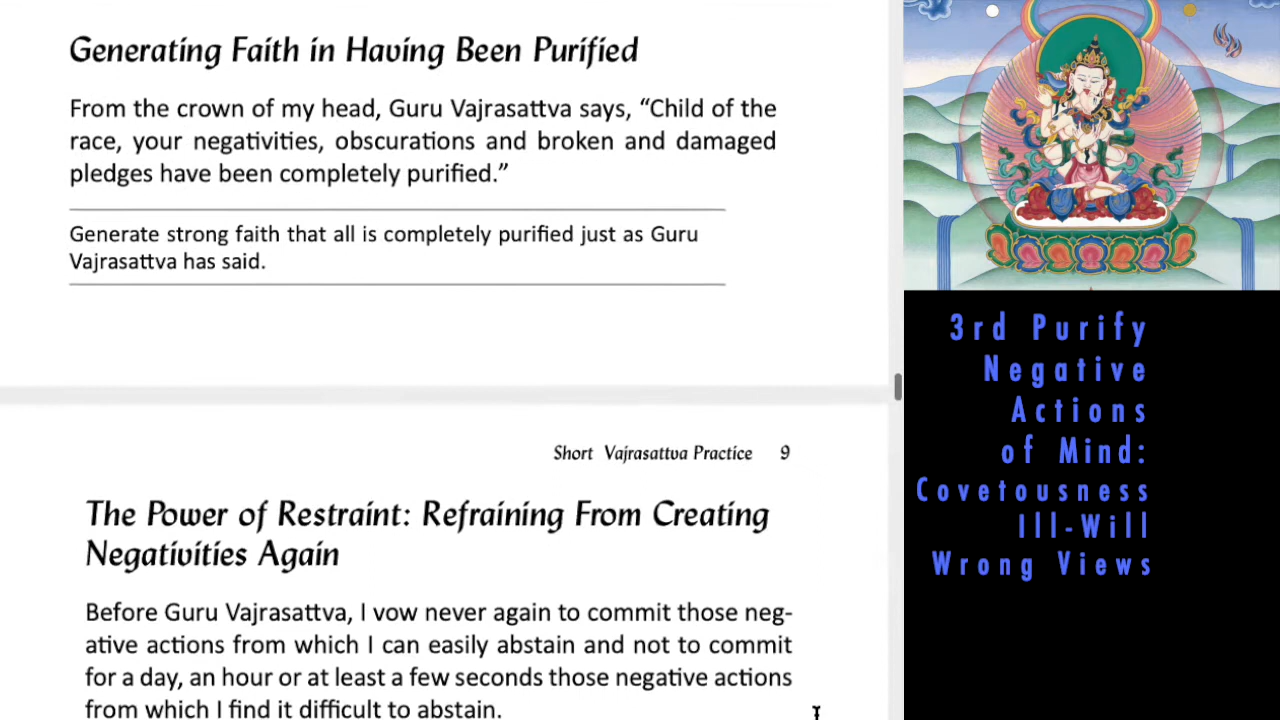 Generating Faith in Having Been Purified
From the crown of my head, Guru Vajrasattva says, “Child of the
race, your negativities, obscurations and broken and damaged
pledges have been completely purified.”
Generate strong faith that all is completely purified just as Guru
Vajrasattva has said.
Short Vajrasattva Practice 9
The Power of Restraint: Refraining From Creating
Negativities Again
Before Guru Vajrasattva, I vow never again to commit those neg-
ative actions from which I can easily abstain and not to commit
for a day, an hour or at least a few seconds those negative actions
from which I find it difficult to abstain.
3rd Purify
Negative
Actions
of Mind:
Covetousness
Ill-Will
Wrong Views